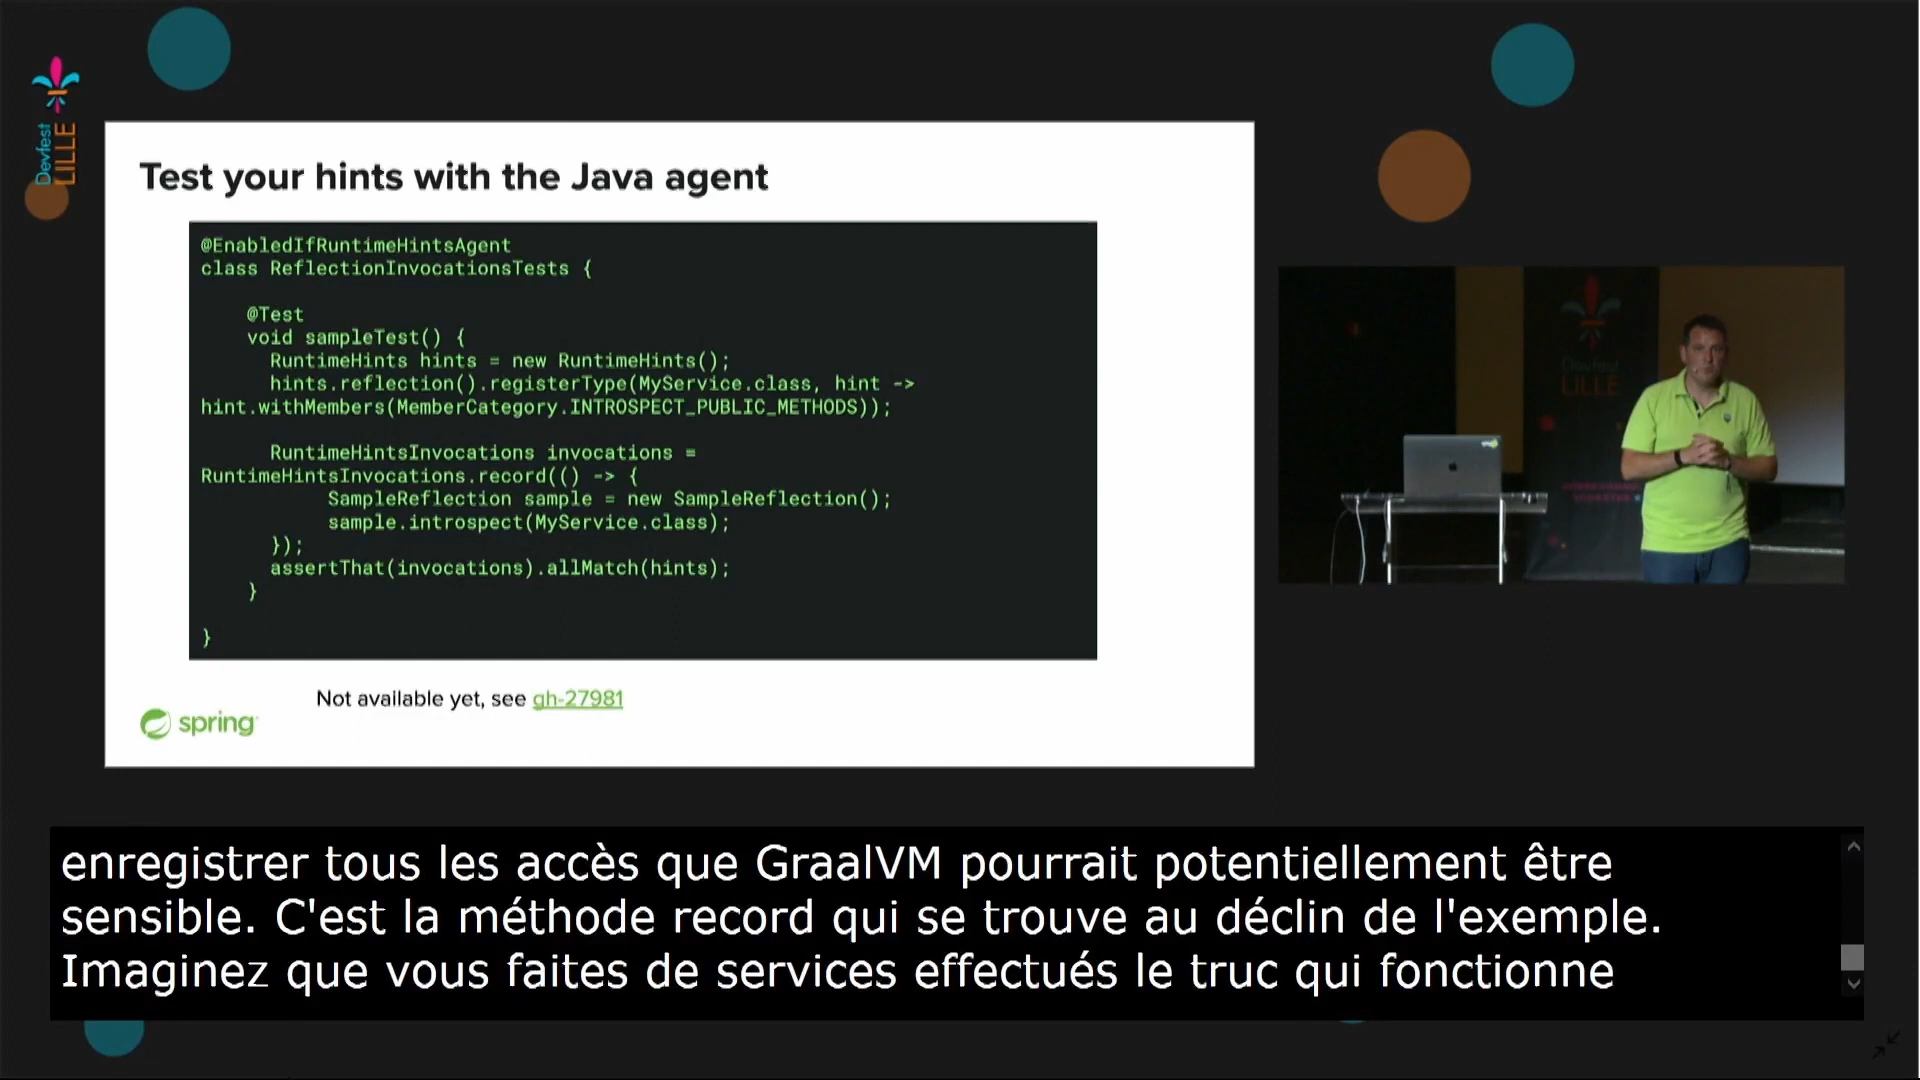 Devfest
LILLE
Test your hints with the Java agent
@EnabledIfRuntimeHintsAgent
class ReflectionInvocationsTests {
@Test
void sampleTest() {
RuntimeHints hints = new RuntimeHints();
hints.reflection().registerType(MyService.class, hint ->
hint.withMembers(MemberCategory.INTROSPECT_PUBLIC_METHODS));
RuntimeHintsInvocations invocations =
RuntimeHintsInvocations.record(() -> {
SampleReflection sample = new SampleReflection();
sample.introspect(MyService.class);
});
assertThat(invocations).allMatch(hints);
}
}
Not available yet, see gh-27981
spring
Devfest
LILLE
enregistrer tous les accès que GraalVM pourrait potentiellement être
sensible. C'est la méthode record qui se trouve au déclin de l'exemple.
Imaginez que vous faites de services effectués le truc qui fonctionne